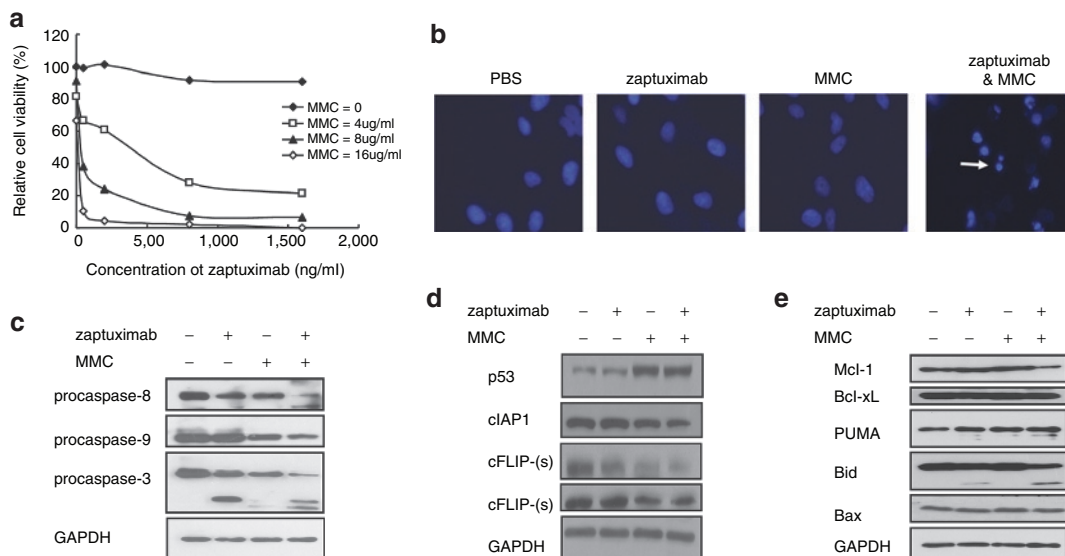 a
Relative cell viability (%)
120
100
80
60
40
20
0
0
5,00
1,000
1,500
2,000
Concentration ot zaptuximab (ng/ml)
MMC = 0
MMC = 4ug/ml
MMC = 8ug/ml
MMC = 16ug/ml
b
PBS
zaptuximab
MMC
zaptuximab
& MMC
c
zaptuximab – + – +
MMC – – + +
procaspase-8
procaspase-9
procaspase-3
GAPDH
d
zaptuximab – + – +
MMC – – + +
p53
cIAP1
cFLIP-(s)
cFLIP-(s)
GAPDH
e
zaptuximab – + – +
MMC – – + +
Mcl-1
Bcl-xL
PUMA
Bid
Bax
GAPDH